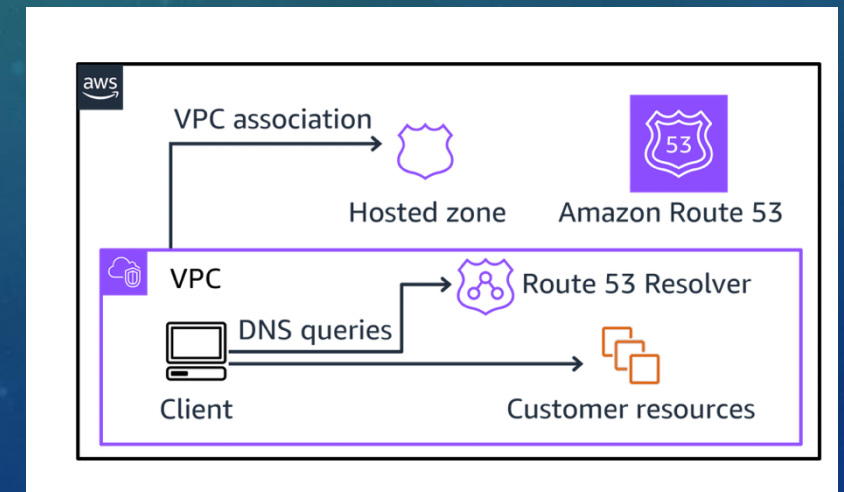 aws
VPC association
53
Hosted zone
Amazon Route 53
VPC
Route 53 Resolver
DNS queries
Client
Customer resources